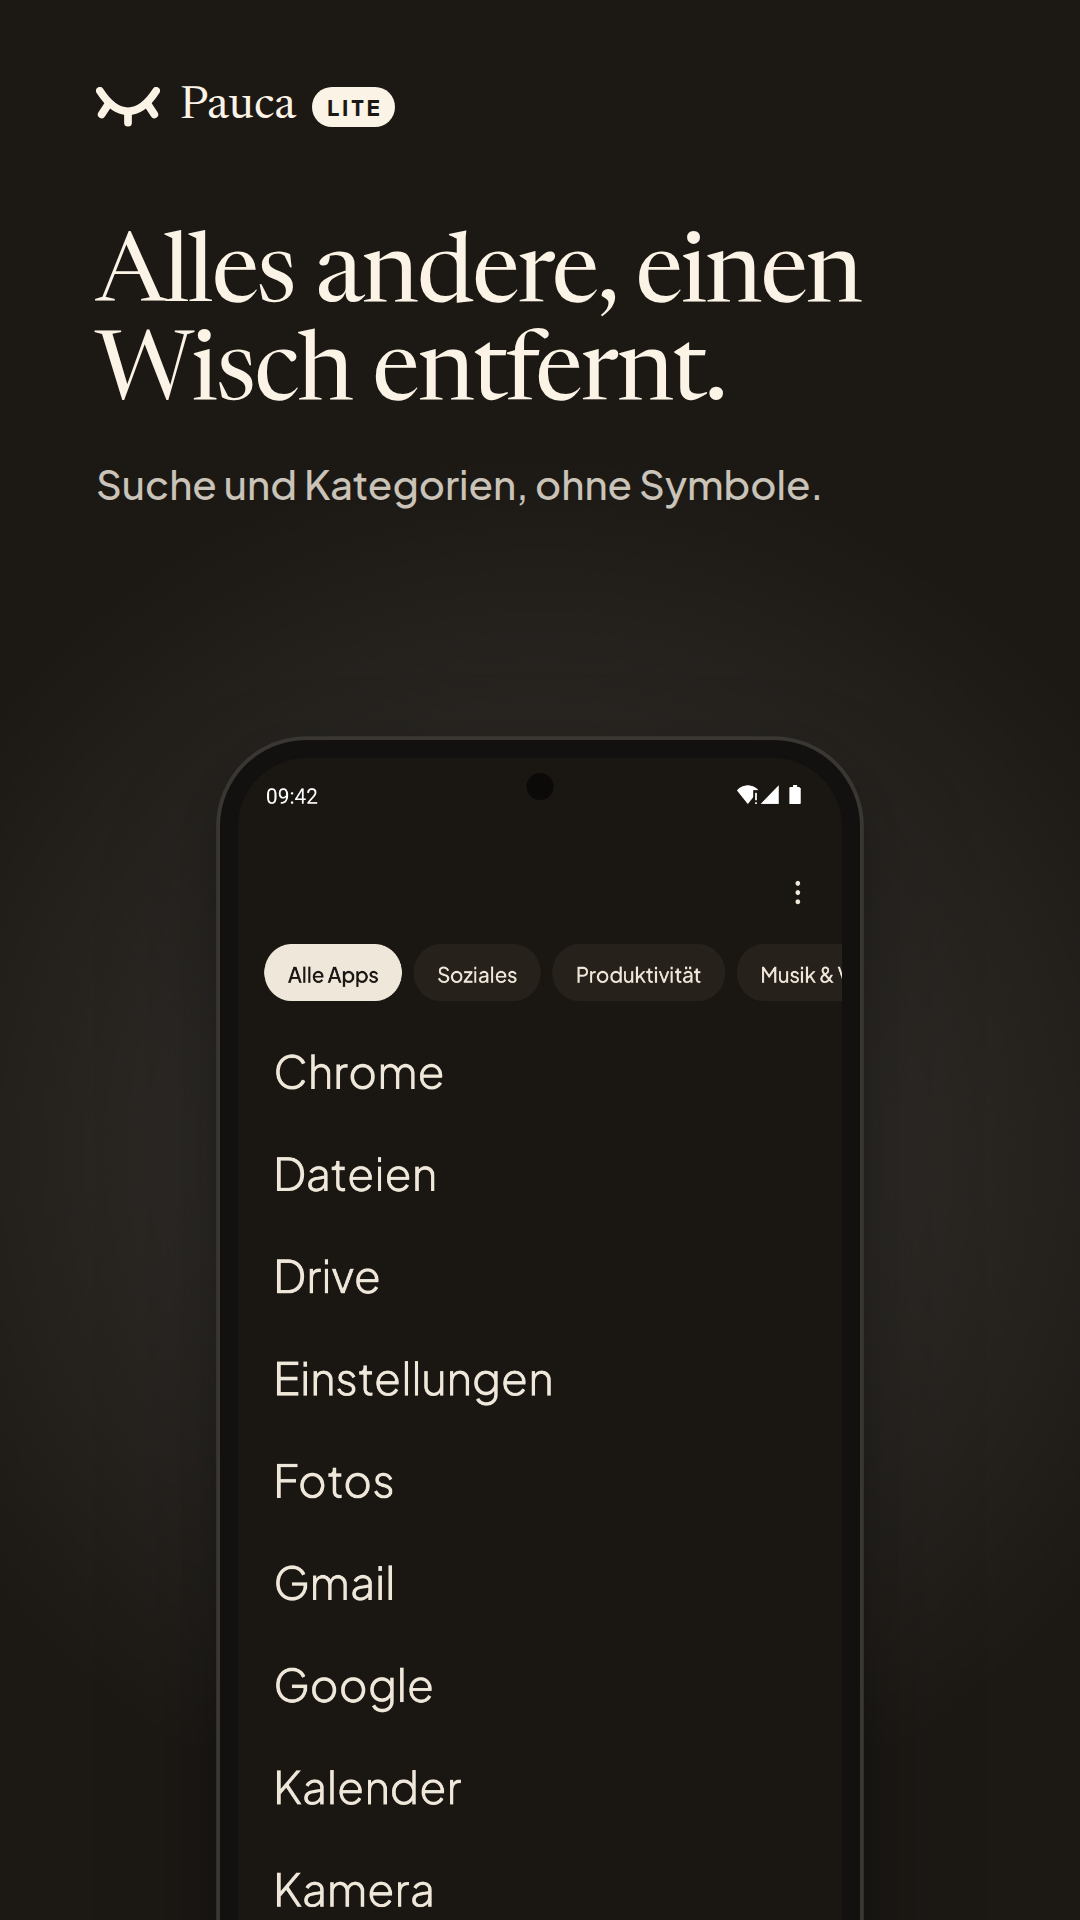 Pauca LITE
Alles andere, einen
Wisch entfernt.
Suche und Kategorien, ohne Symbole.
09:42
Alle Apps Soziales Produktivität Musik &
Chrome
Dateien
Drive
Einstellungen
Fotos
Gmail
Google
Kalender
Kamera